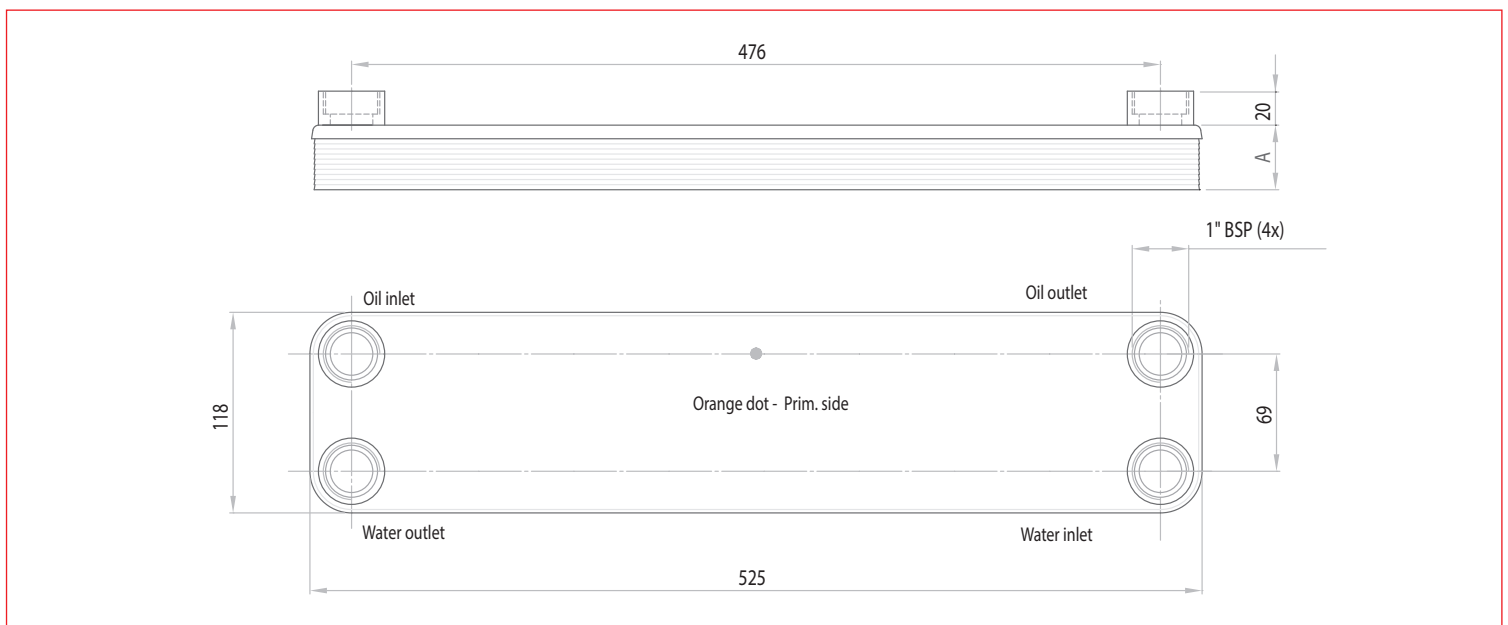 476
20
A
1" BSP (4x)
Oil inlet
Oil outlet
118
Orange dot - Prim. side
69
Water outlet
Water inlet
525